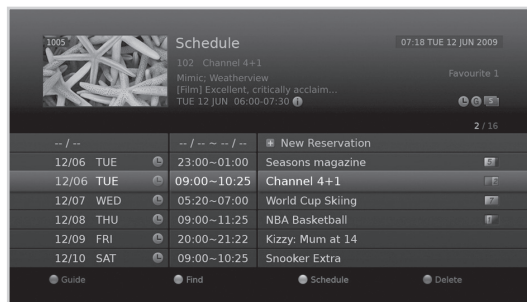 1005
Schedule
07:18 TUE 12 JUN 2009
102 Channel 4+1
Mimic; Weatherview
Favourite 1
[Film] Excellent, critically acclaim...
TUE 12 JUN 06:00-07:30
G S
2 / 16
-- / -- -- / -- ~ -- / -- New Reservation
12/06 TUE 23:00~01:00 Seasons magazine
12/06 TUE 09:00~10:25 Channel 4+1
12/07 WED 05:20~07:00 World Cup Skiing
12/08 THU 09:00~11:25 NBA Basketball
12/09 FRI 20:00~21:22 Kizzy: Mum at 14
12/10 SAT 09:00~10:25 Snooker Extra
Guide Find Schedule Delete